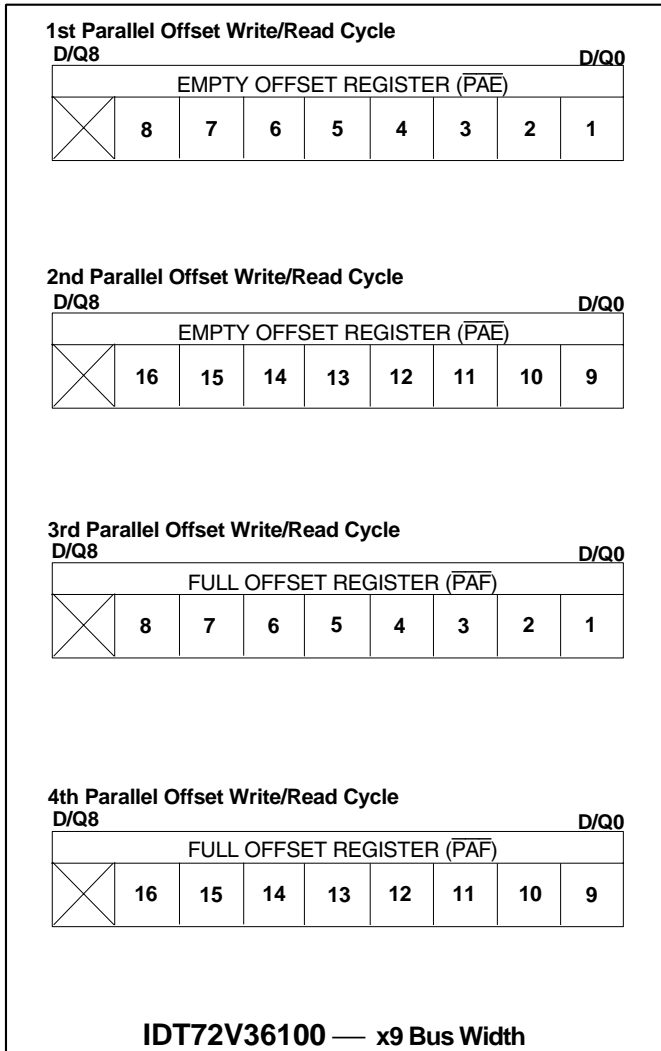 1st Parallel Offset Write/Read Cycle
D/Q8 D/Q0
EMPTY OFFSET REGISTER (PAE)
8 7 6 5 4 3 2 1
2nd Parallel Offset Write/Read Cycle
D/Q8 D/Q0
EMPTY OFFSET REGISTER (PAE)
16 15 14 13 12 11 10 9
3rd Parallel Offset Write/Read Cycle
D/Q8 D/Q0
FULL OFFSET REGISTER (PAF)
8 7 6 5 4 3 2 1
4th Parallel Offset Write/Read Cycle
D/Q8 D/Q0
FULL OFFSET REGISTER (PAF)
16 15 14 13 12 11 10 9
IDT72V36100 — x9 Bus Width